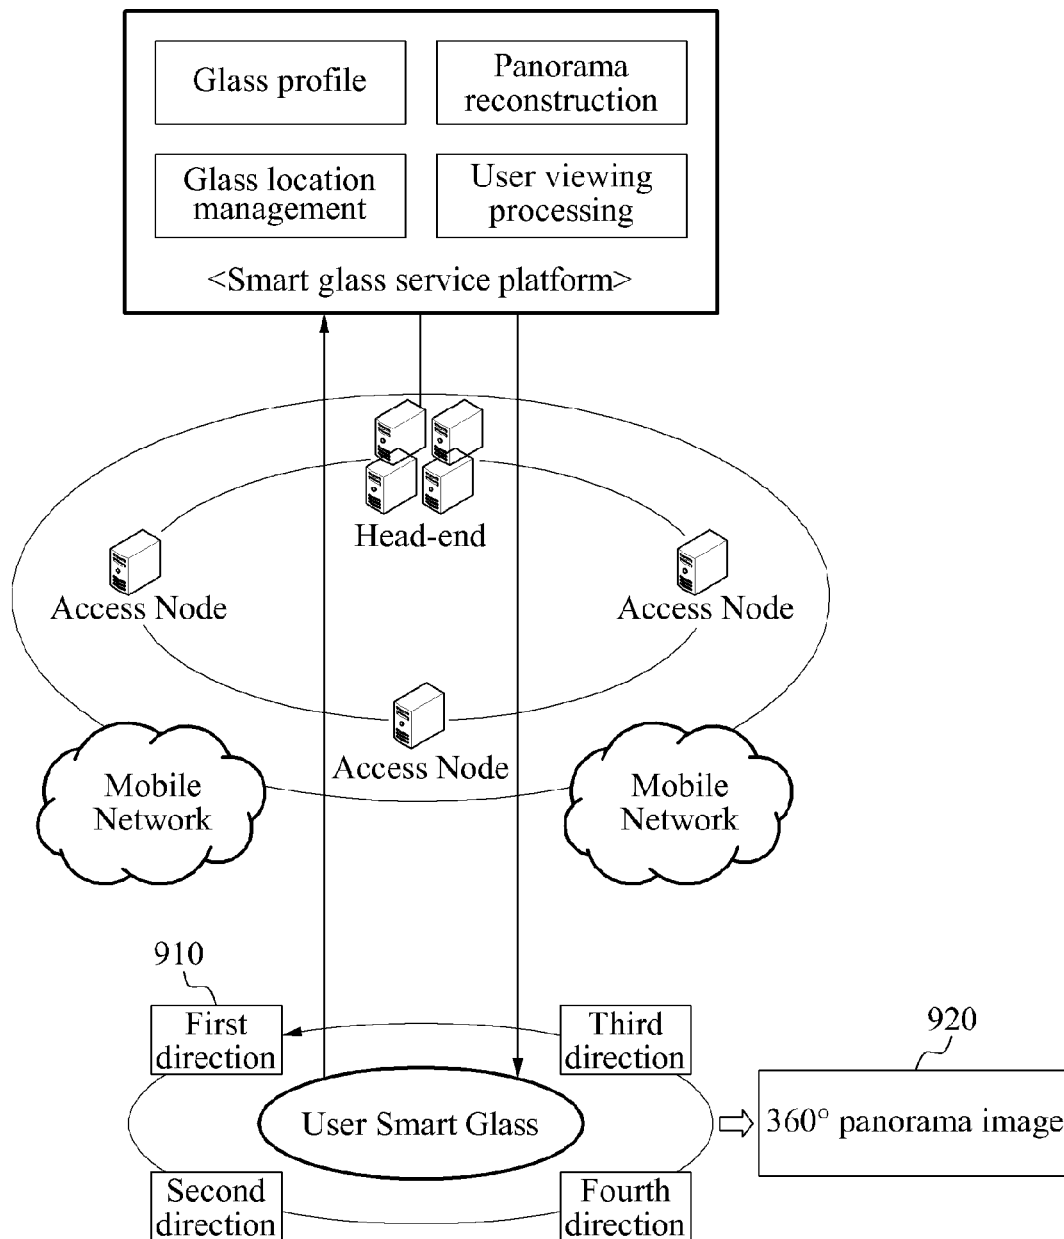 Glass profile
Panorama
reconstruction
Glass location
management
User viewing
processing
<Smart glass service platform>
Head-end
Access Node
Access Node
Access Node
Mobile
Network
Mobile
Network
910
First
direction
Third
direction
920
User Smart Glass
360° panorama image
Second
direction
Fourth
direction